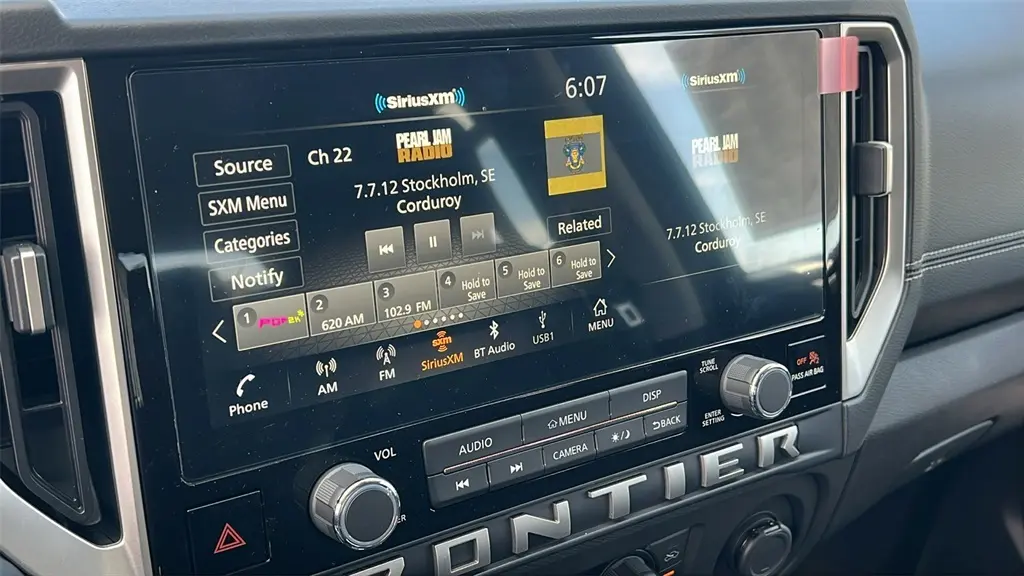 SiriusXM
6:07
SiriusXM
Source
Ch 22
PEARL JAM
RADIO
PEARL JAM
RADIO
SXM Menu
7.7.12 Stockholm, SE
Corduroy
7.7.12 Stockholm, SE
Corduroy
Categories
Related
Notify
1
POP2K
2
620 AM
3
102.9 FM
4
Hold to
Save
5
Hold to
Save
6
Hold to
Save
Phone
AM
FM
sxm
SiriusXM
BT Audio
USB1
MENU
TUNE
SCROLL
OFF
PASS AIR BAG
ENTER
SETTING
VOL
AUDIO
MENU
DISP
CAMERA
BACK
ONTIER